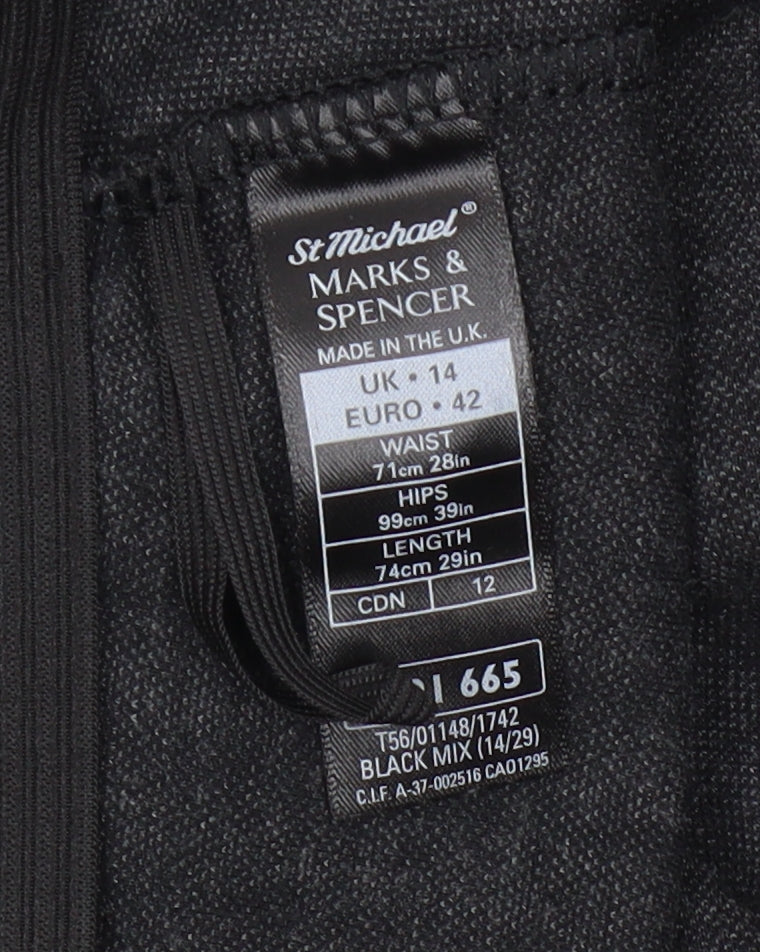 St Michael®
MARKS &
SPENCER
MADE IN THE U.K.
UK • 14
EURO • 42
WAIST
71cm 28in
HIPS
99cm 39in
LENGTH
74cm 29in
CDN 12
665
T56/01148/1742
BLACK MIX (14/29)
C.I.F. A-37-002516 CA01295